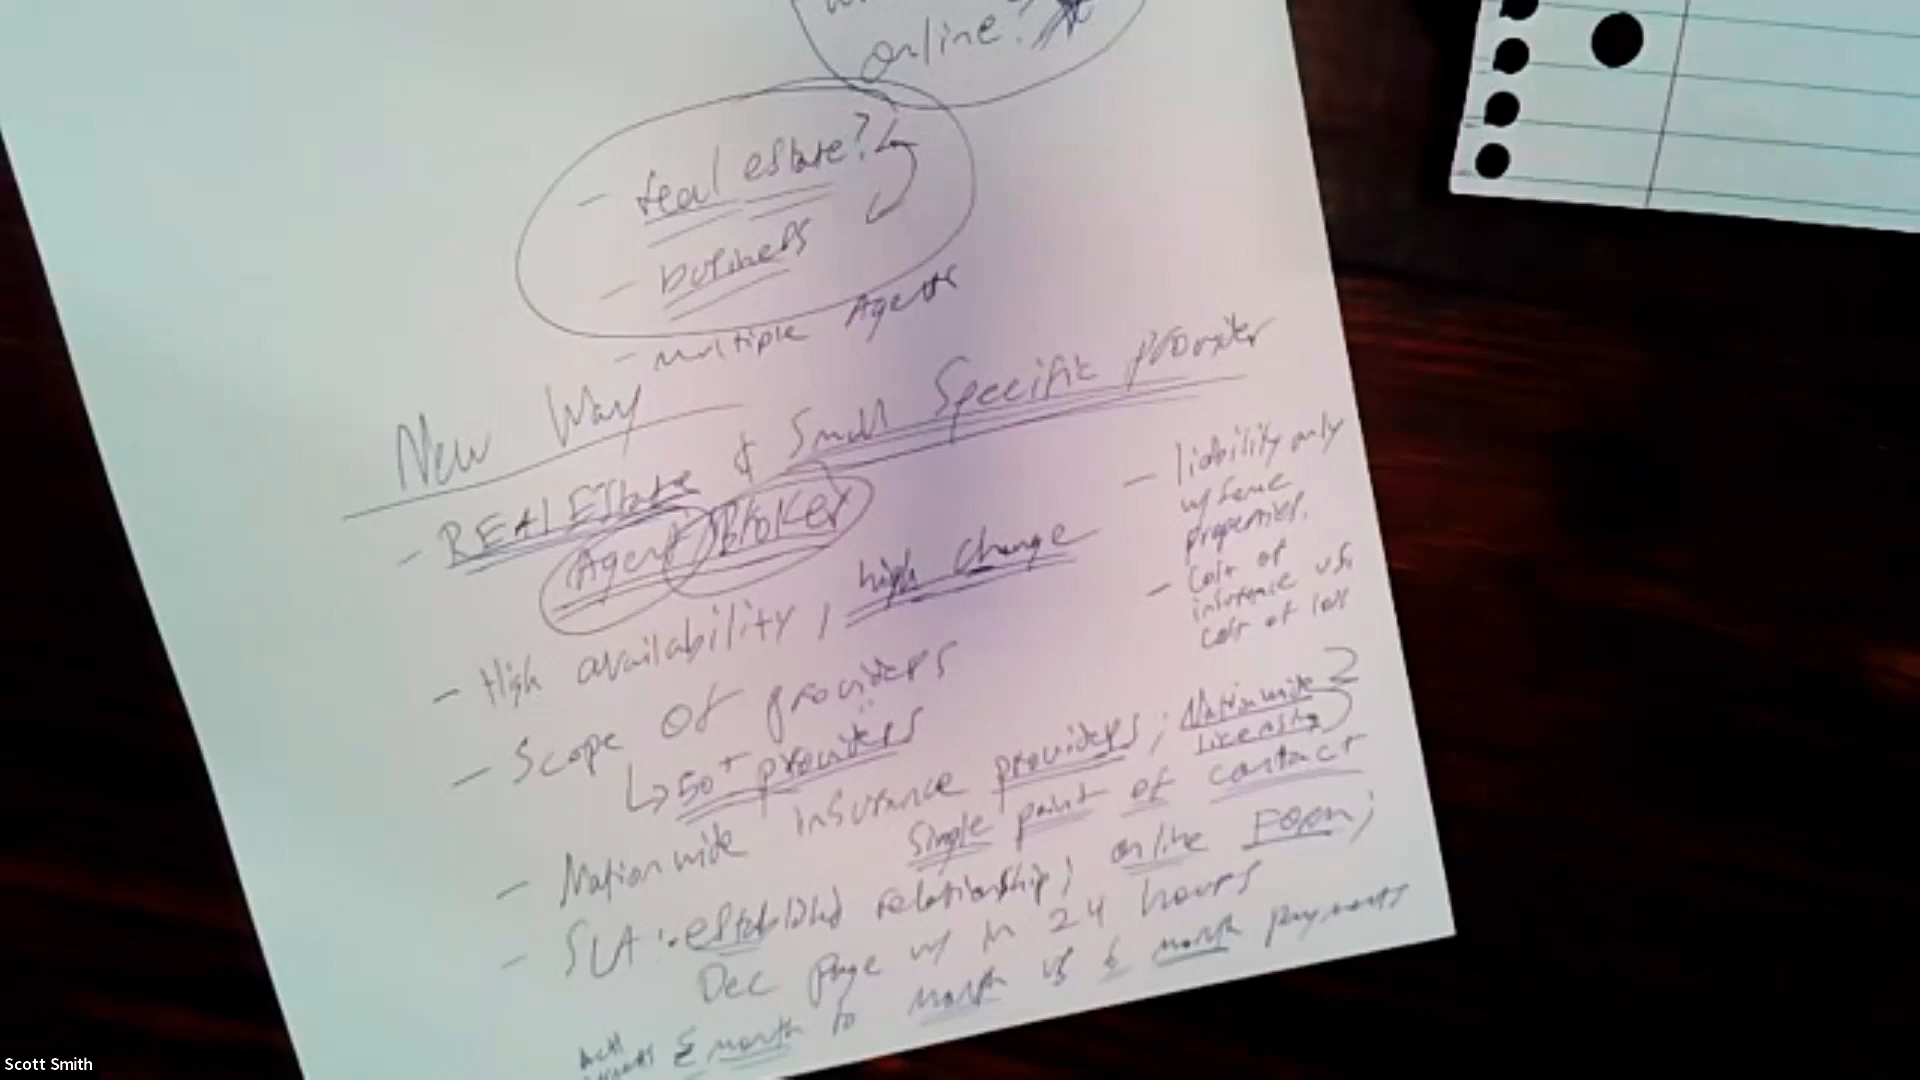 online?
- real estate?
- business
- multiple Agents
New Way
- REAL Estate & Small Specific provider
Agent Broker
- High availability, high change
- Scope of providers
↳ 50+ providers
- Nationwide insurance providers; Nationwide
licensing
Single point of contact
- SLA: established relationship; online Form;
Dec page w/ in 24 hours
month to month vs 6 month payments
- liability only
w/ some
properties.
- Cost of
insurance vs.
cost of loss
Scott Smith